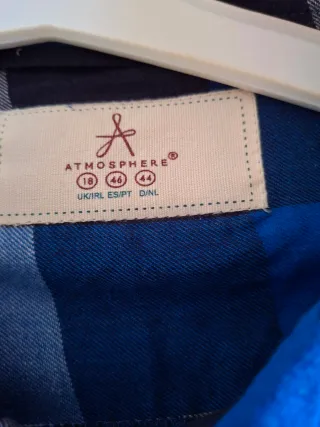 ATMOSPHERE®
18 46 44
UK/IRL ES/PT D/NL